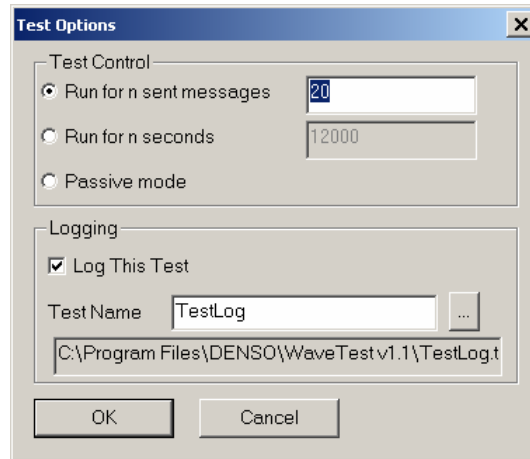 Test Options
Test Control
Run for n sent messages 20
Run for n seconds 12000
Passive mode
Logging
Log This Test
Test Name TestLog ...
C:\Program Files\DENSO\WaveTest v1.1\TestLog.t
OK Cancel